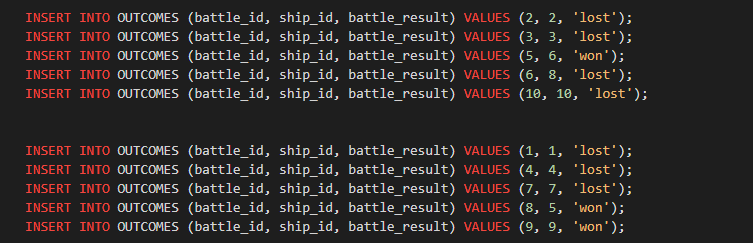 INSERT INTO OUTCOMES (battle_id, ship_id, battle_result) VALUES (2, 2, 'lost');
INSERT INTO OUTCOMES (battle_id, ship_id, battle_result) VALUES (3, 3, 'lost');
INSERT INTO OUTCOMES (battle_id, ship_id, battle_result) VALUES (5, 6, 'won');
INSERT INTO OUTCOMES (battle_id, ship_id, battle_result) VALUES (6, 8, 'lost');
INSERT INTO OUTCOMES (battle_id, ship_id, battle_result) VALUES (10, 10, 'lost');
INSERT INTO OUTCOMES (battle_id, ship_id, battle_result) VALUES (1, 1, 'lost');
INSERT INTO OUTCOMES (battle_id, ship_id, battle_result) VALUES (4, 4, 'lost');
INSERT INTO OUTCOMES (battle_id, ship_id, battle_result) VALUES (7, 7, 'lost');
INSERT INTO OUTCOMES (battle_id, ship_id, battle_result) VALUES (8, 5, 'won');
INSERT INTO OUTCOMES (battle_id, ship_id, battle_result) VALUES (9, 9, 'won');